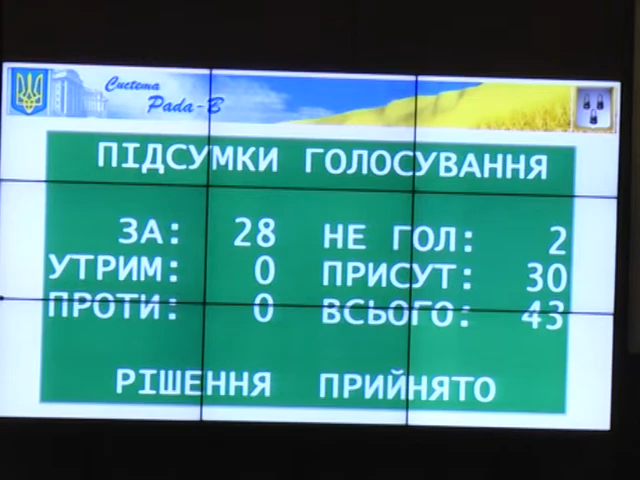 Система
Рада-В
ПІДСУМКИ ГОЛОСУВАННЯ
ЗА: 28 НЕ ГОЛ: 2
УТРИМ: 0 ПРИСУТ: 30
ПРОТИ: 0 ВСЬОГО: 43
РІШЕННЯ ПРИЙНЯТО